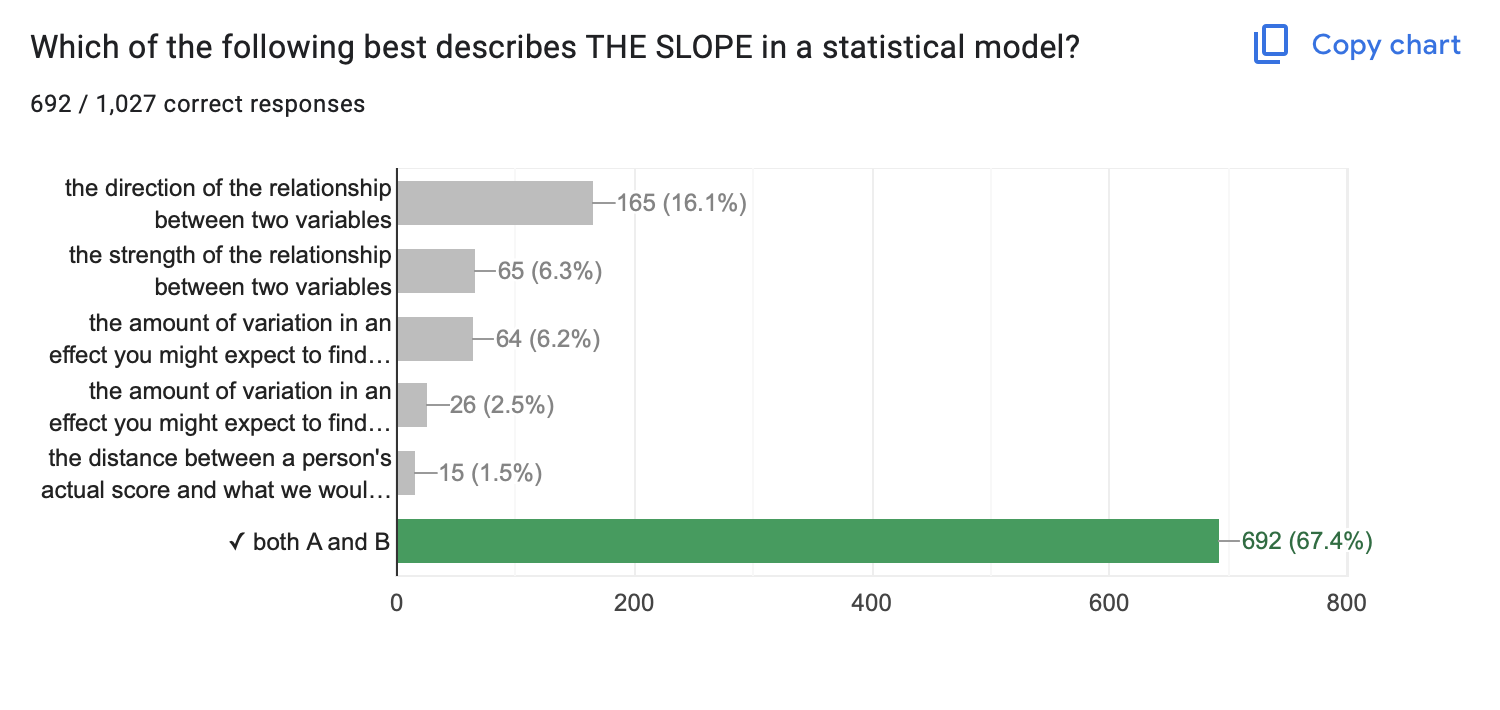 Which of the following best describes THE SLOPE in a statistical model?
Copy chart
692 / 1,027 correct responses
the direction of the relationship
between two variables
165 (16.1%)
the strength of the relationship
between two variables
65 (6.3%)
the amount of variation in an
effect you might expect to find…
64 (6.2%)
the amount of variation in an
effect you might expect to find…
26 (2.5%)
the distance between a person's
actual score and what we woul…
15 (1.5%)
✓ both A and B
692 (67.4%)
0 200 400 600 800